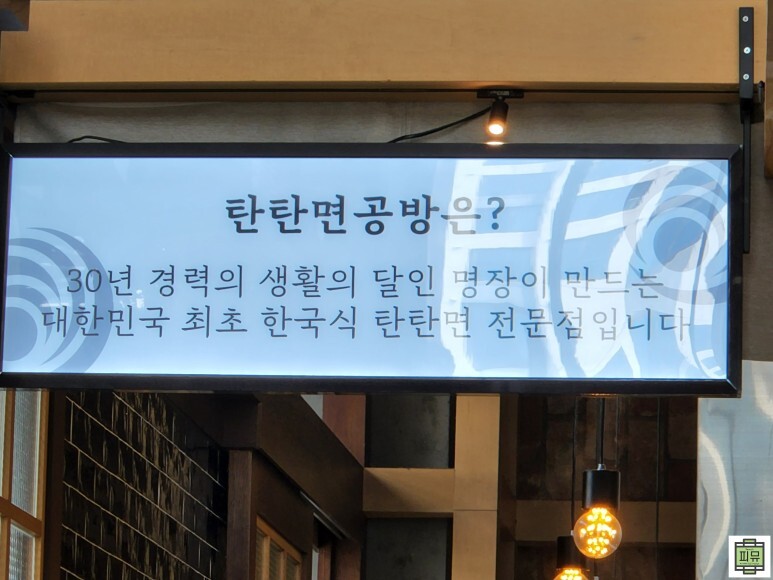 탄탄면공방은?
30년 경력의 생활의 달인 명장이 만드는
대한민국 최초 한국식 탄탄면 전문점입니다
피뮤